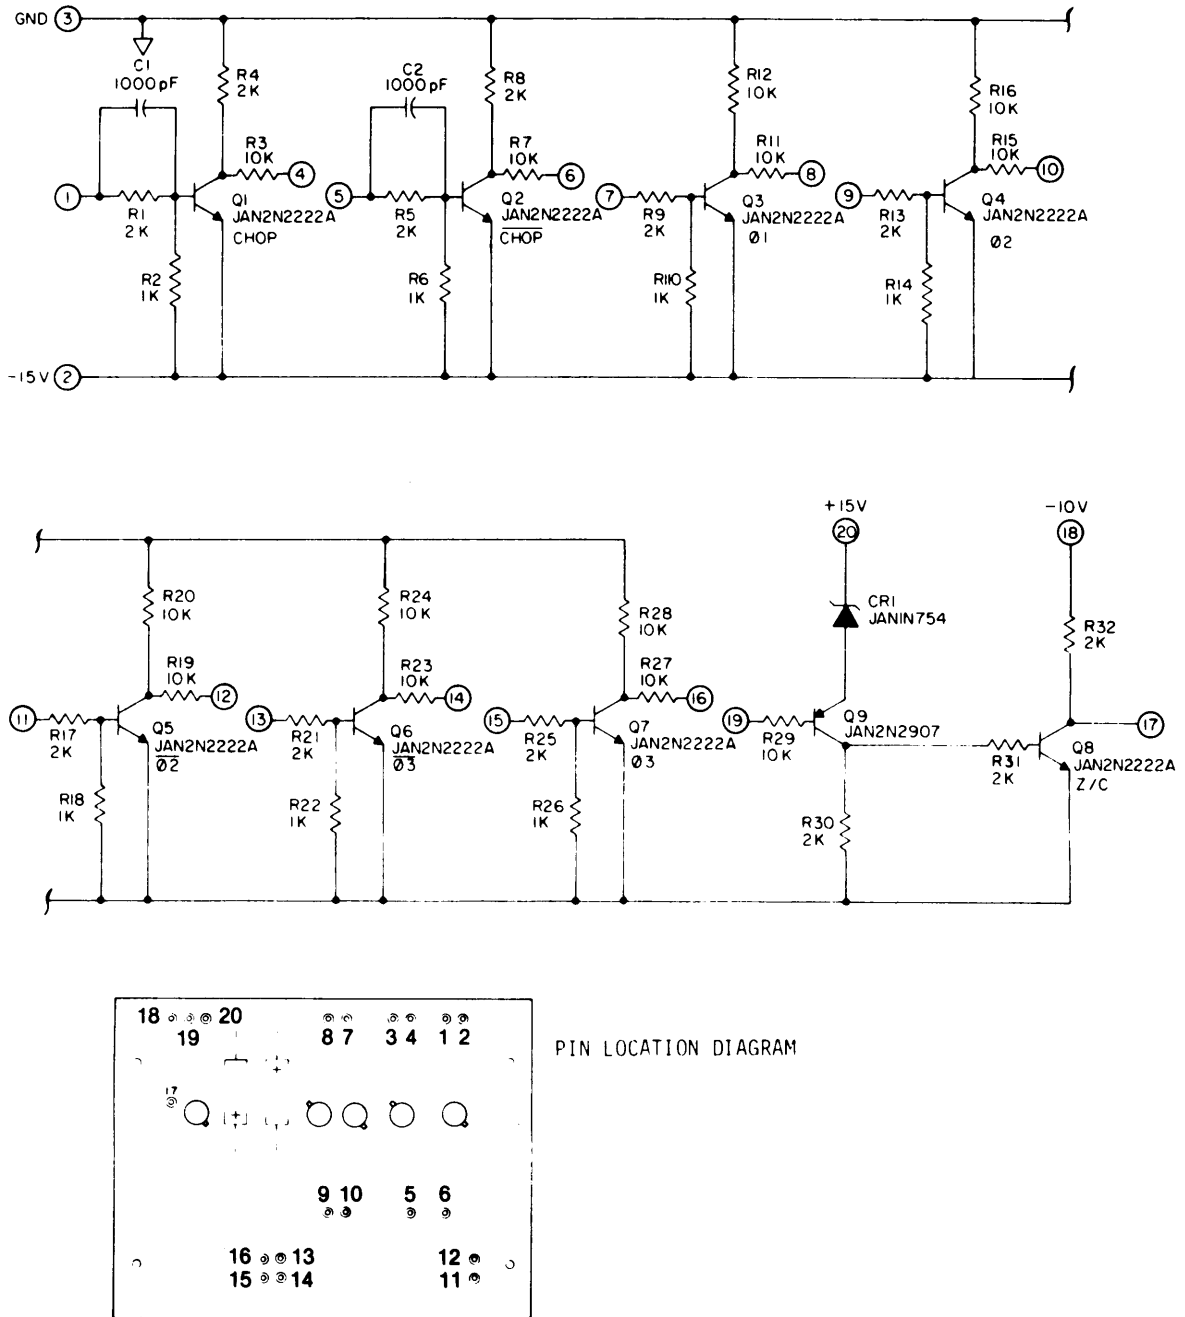 GND 3
C1
1000pF
R4
2K
R3
10K
4
1
R1
2K
Q1
JAN2N2222A
CHOP
R2
1K
C2
1000pF
R8
2K
R7
10K
6
5
R5
2K
Q2
JAN2N2222A
CHOP
R6
1K
R12
10K
R11
10K
8
7
R9
2K
Q3
JAN2N2222A
Ø1
R110
1K
R16
10K
R15
10K
10
9
R13
2K
Q4
JAN2N2222A
Ø2
R14
1K
-15V 2
R20
10K
R19
10K
12
11
R17
2K
Q5
JAN2N2222A
Ø2
R18
1K
R24
10K
R23
10K
14
13
R21
2K
Q6
JAN2N2222A
Ø3
R22
1K
R28
10K
R27
10K
16
15
R25
2K
Q7
JAN2N2222A
Ø3
R26
1K
+15V
20
CR1
JAN1N754
19
R29
10K
Q9
JAN2N2907
R30
2K
-10V
18
R32
2K
17
R31
2K
Q8
JAN2N2222A
Z/C
18 20
19
8 7 3 4 1 2
17
9 10 5 6
16 13 12
15 14 11
PIN LOCATION DIAGRAM